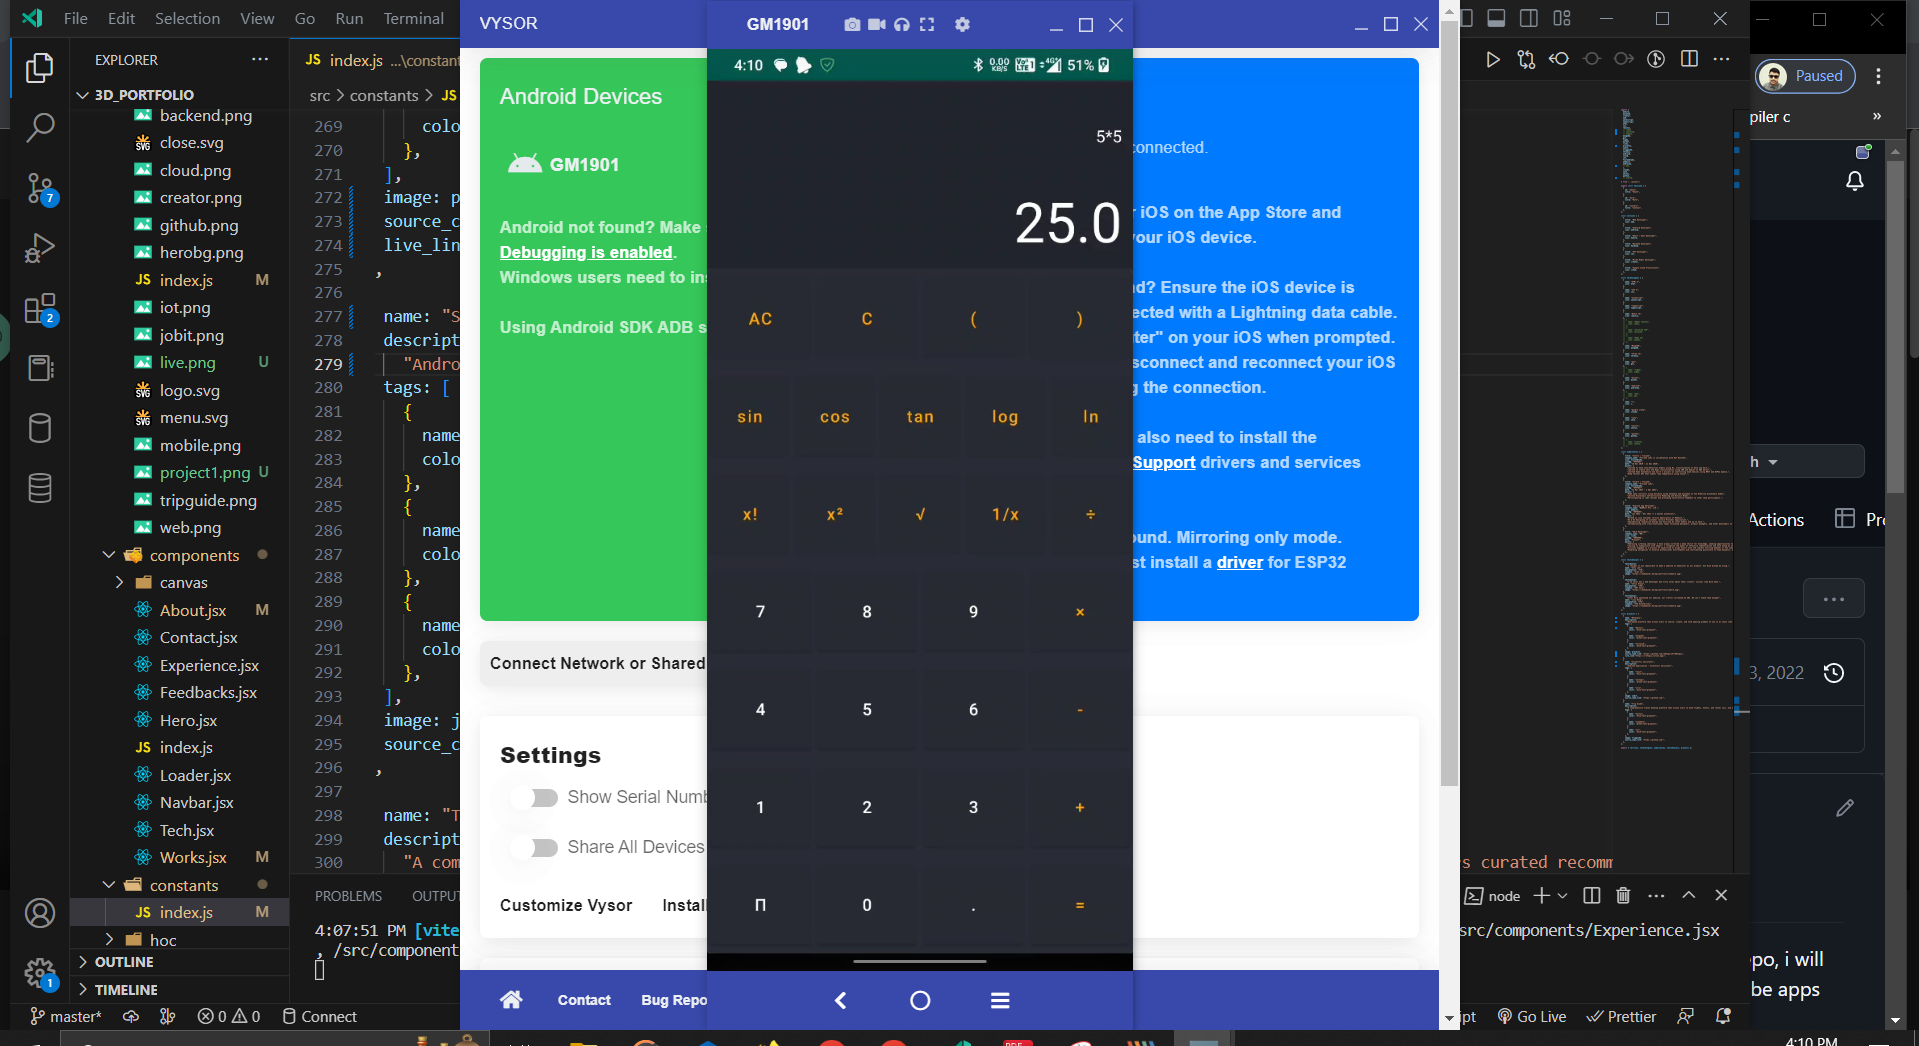 File Edit Selection View Go Run Terminal
EXPLORER
3D_PORTFOLIO
backend.png
close.svg
cloud.png
creator.png
github.png
herobg.png
JS index.js M
iot.png
jobit.png
live.png U
logo.svg
menu.svg
mobile.png
project1.png U
tripguide.png
web.png
components
canvas
About.jsx M
Contact.jsx
Experience.jsx
Feedbacks.jsx
Hero.jsx
JS index.js
Loader.jsx
Navbar.jsx
Tech.jsx
Works.jsx M
constants
JS index.js M
hoc
OUTLINE
TIMELINE
7
2
1
master*
0 0
Connect
JS index.js ...\constant
src > constants > JS
269 colo
270 },
271 ],
272 image: p
273 source_c
274 live_lin
275 ,
276
277 name: "S
278 descript
279 "Andro
280 tags: [
281 {
282 name
283 colo
284 },
285 {
286 name
287 colo
288 },
289 {
290 name
291 colo
292 },
293 ],
294 image: j
295 source_c
296 ,
297
298 name: "T
299 descript
300 "A com
PROBLEMS OUTPU
4:07:51 PM [vite
, /src/component
VYSOR
Android Devices
GM1901
Android not found? Make
Debugging is enabled.
Windows users need to in
Using Android SDK ADB s
Connect Network or Shared
Settings
Show Serial Numb
Share All Devices
Customize Vysor Install
Contact Bug Repo
GM1901
4:10 0.00 KB/S VoLTE1 4G 51%
5*5
25.0
AC C ( )
sin cos tan log ln
x! x² √ 1/x ÷
7 8 9 ×
4 5 6 -
1 2 3 +
Π 0 . =
onnected.
iOS on the App Store and
our iOS device.
nd? Ensure the iOS device is
ected with a Lightning data cable.
ter" on your iOS when prompted.
sconnect and reconnect your iOS
g the connection.
also need to install the
Support drivers and services
ound. Mirroring only mode.
st install a driver for ESP32
s curated recomm
node
src/components/Experience.jsx
ipt Go Live Prettier
Paused
piler c »
h
Actions Pr
3, 2022
po, i will
be apps
4:10 PM